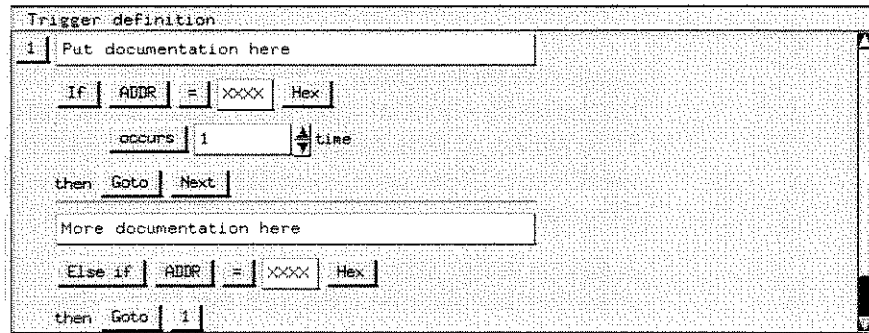 Trigger definition
1 Put documentation here
If ADDR = XXXX Hex
occurs 1 time
then Goto Next
More documentation here
Else if ADDR = XXXX Hex
then Goto 1